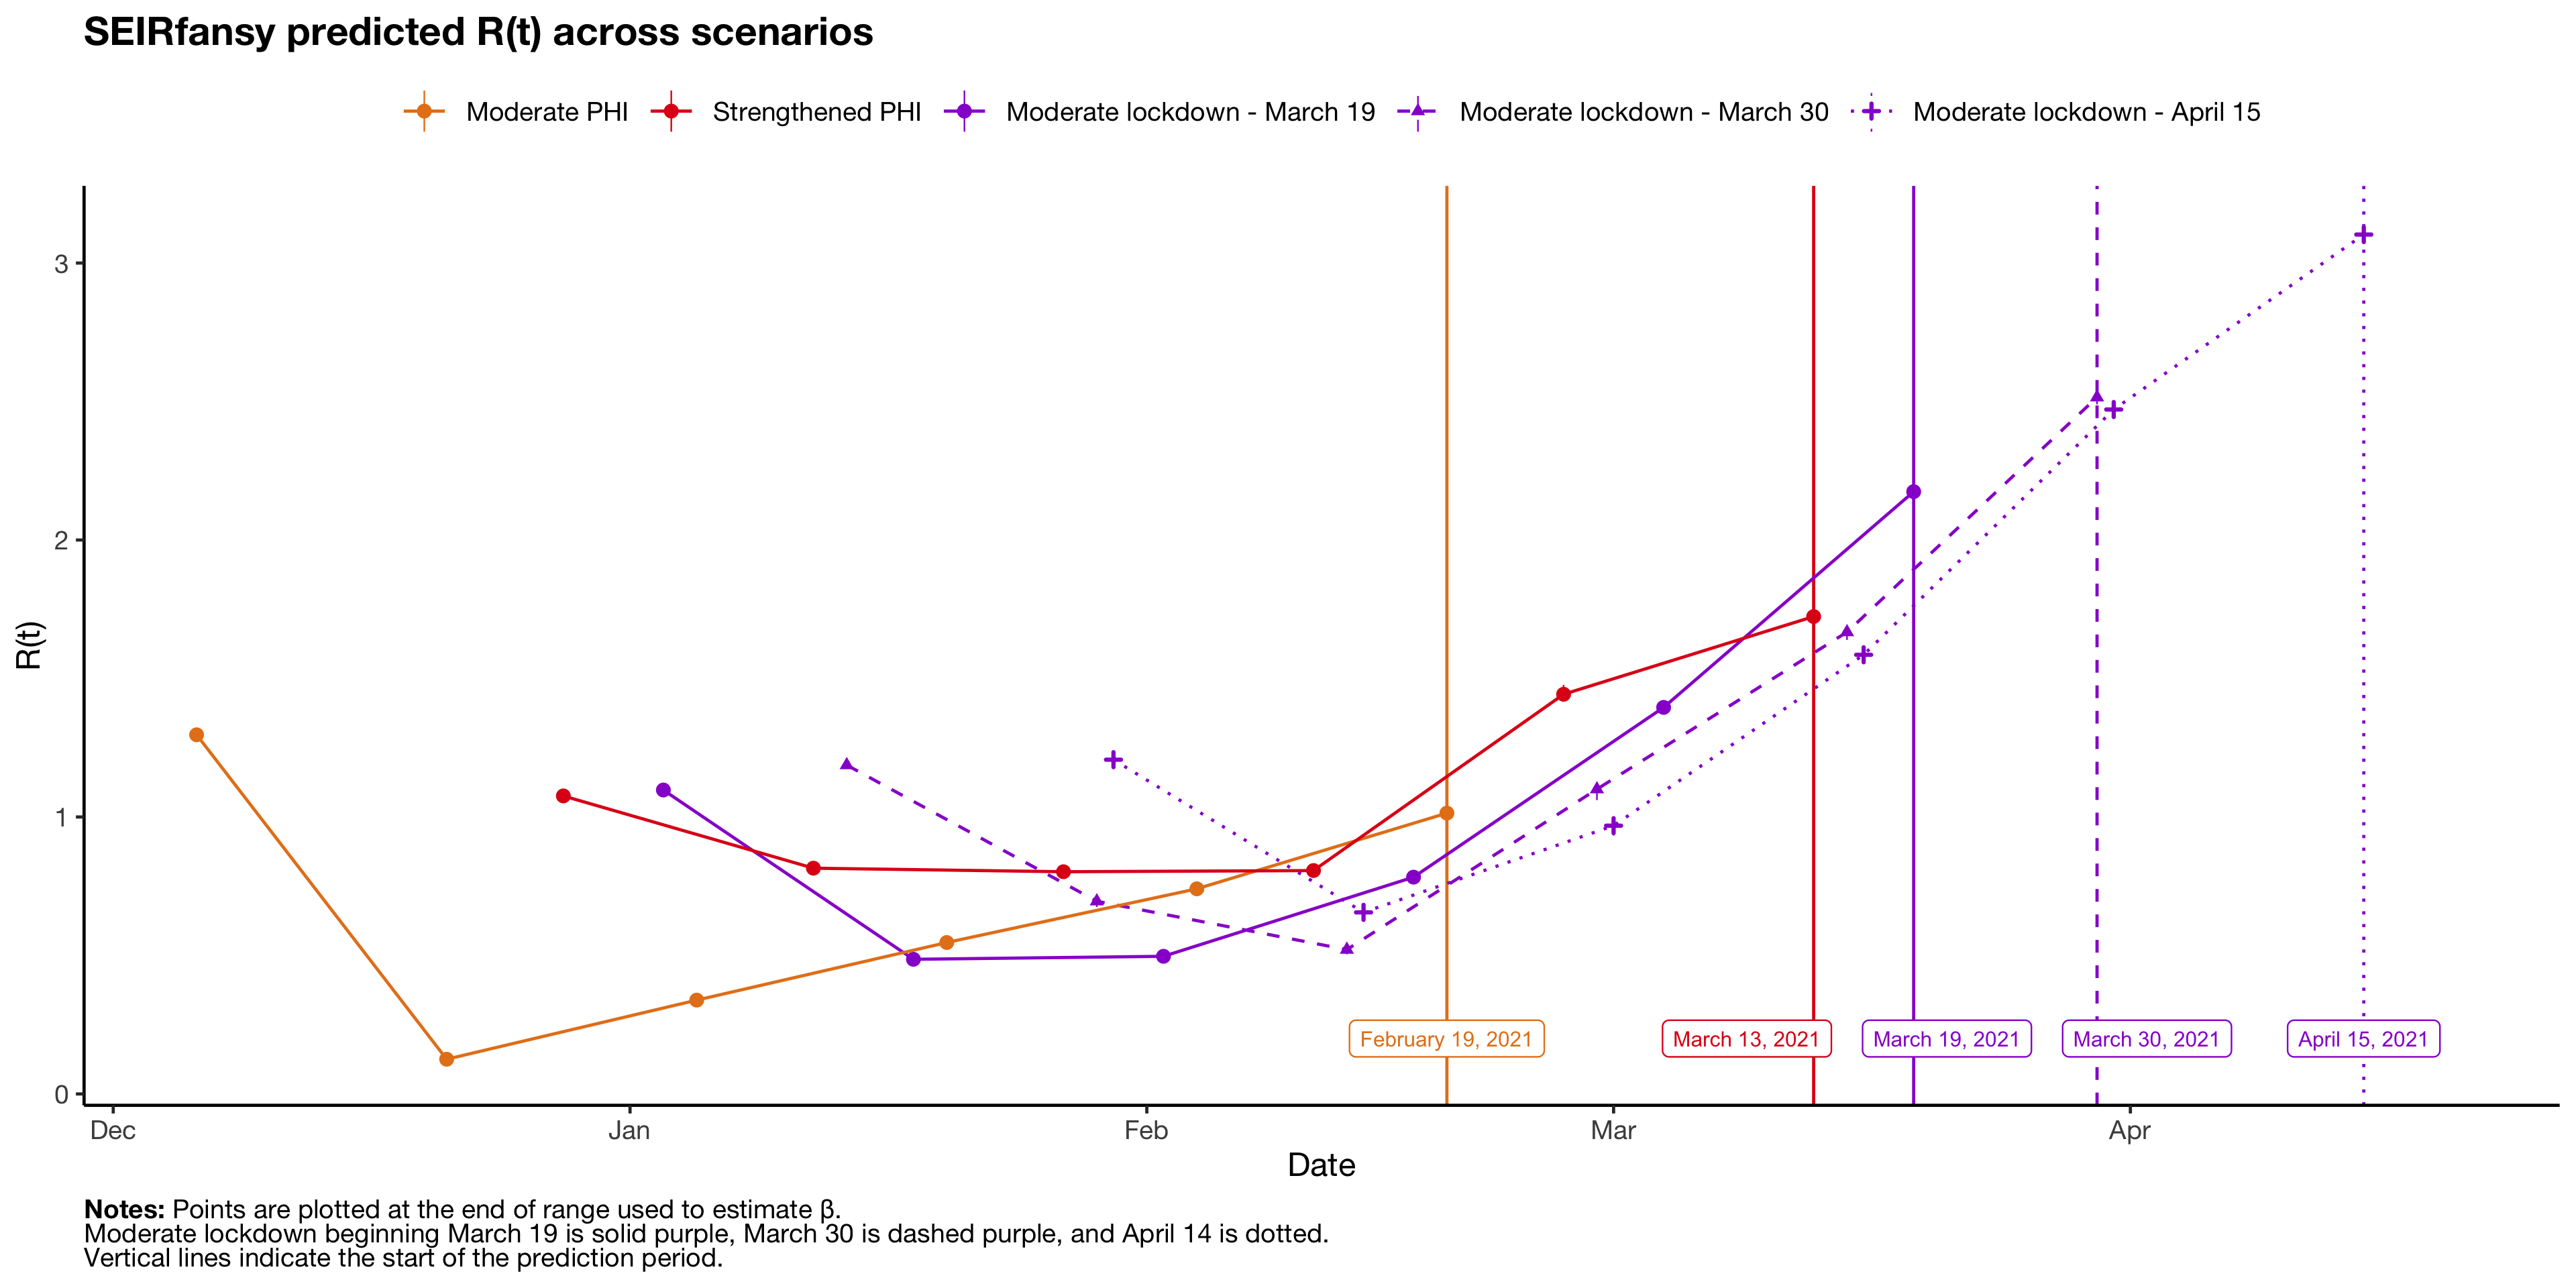 SEIRfansy predicted R(t) across scenarios
Moderate PHI Strengthened PHI Moderate lockdown - March 19 Moderate lockdown - March 30 Moderate lockdown - April 15
3
2
R(t)
1
0
February 19, 2021 March 13, 2021 March 19, 2021 March 30, 2021 April 15, 2021
Dec Jan Feb Mar Apr
Date
Notes: Points are plotted at the end of range used to estimate β.
Moderate lockdown beginning March 19 is solid purple, March 30 is dashed purple, and April 14 is dotted.
Vertical lines indicate the start of the prediction period.